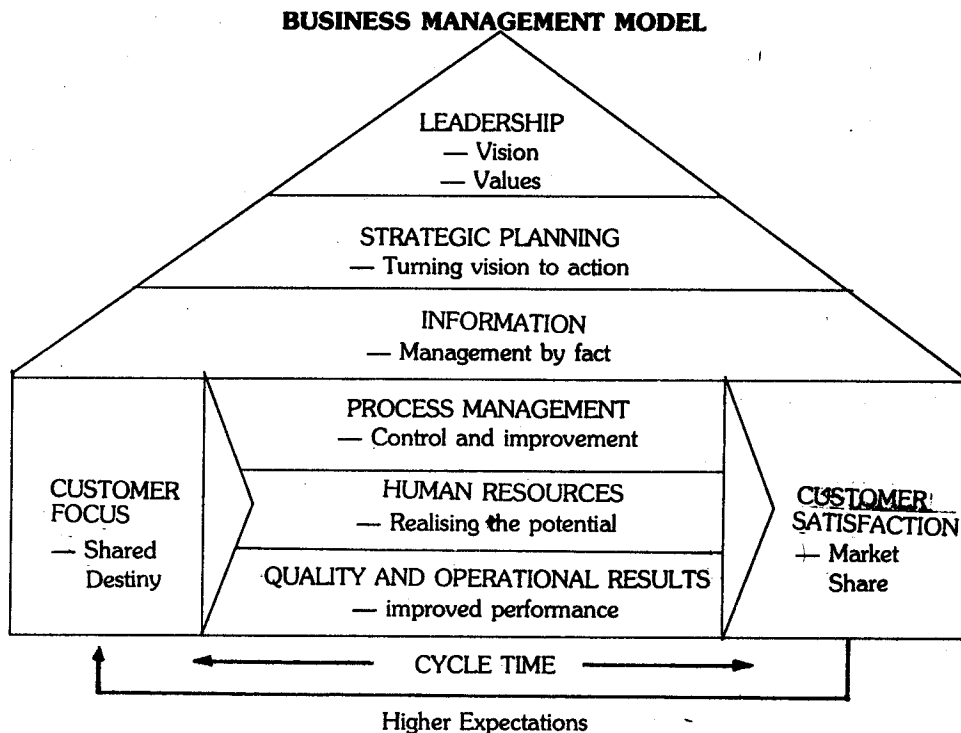 BUSINESS MANAGEMENT MODEL
LEADERSHIP
— Vision
— Values
STRATEGIC PLANNING
— Turning vision to action
INFORMATION
— Management by fact
PROCESS MANAGEMENT
— Control and improvement
HUMAN RESOURCES
— Realising the potential
QUALITY AND OPERATIONAL RESULTS
— improved performance
CUSTOMER
FOCUS
— Shared
Destiny
CUSTOMER
SATISFACTION
— Market
Share
CYCLE TIME
Higher Expectations